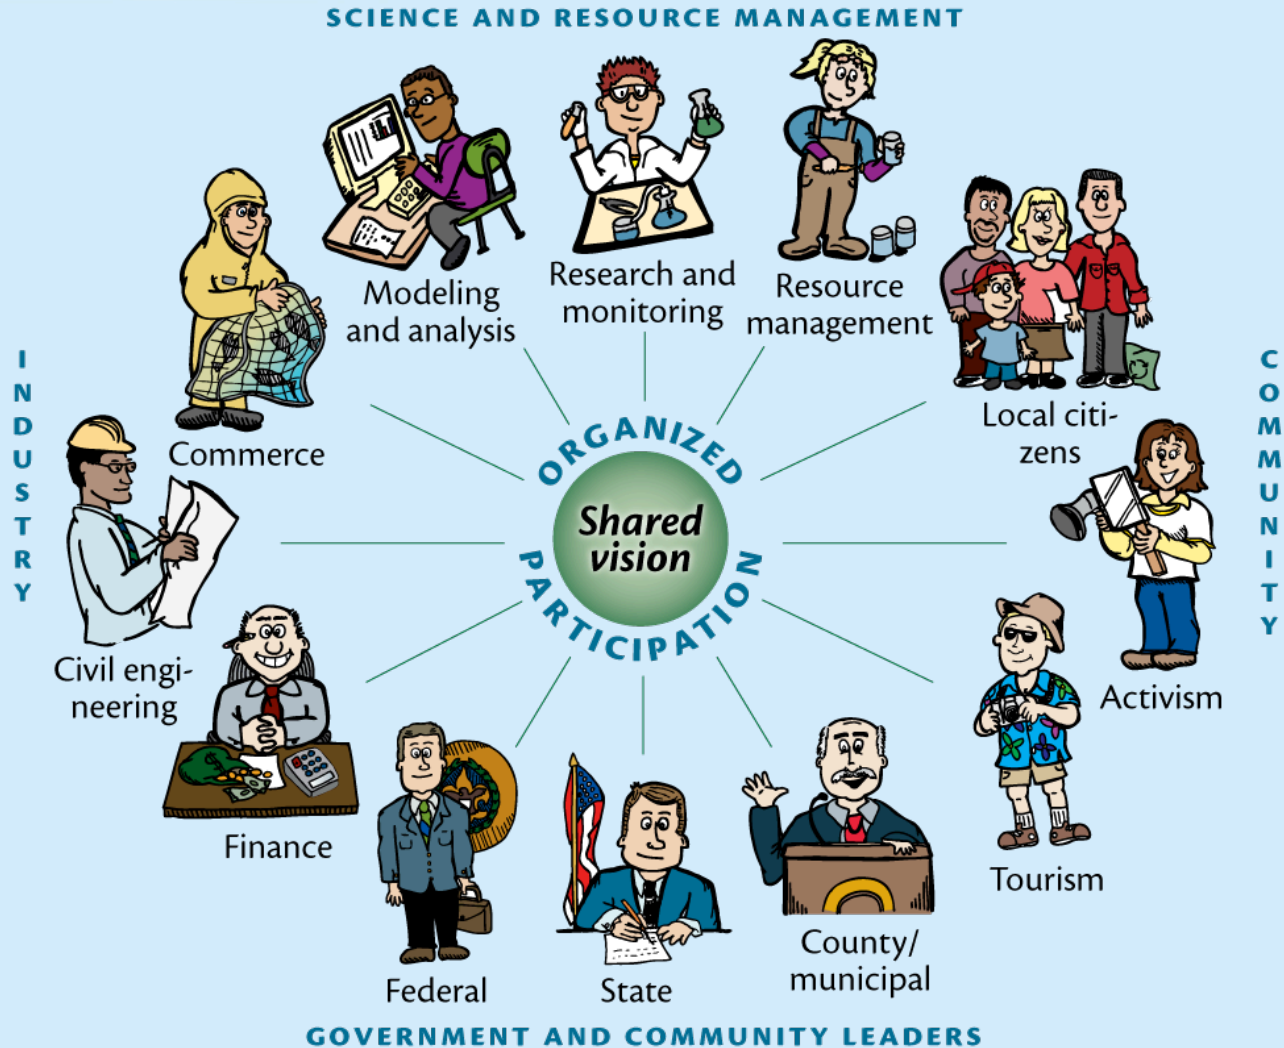 SCIENCE AND RESOURCE MANAGEMENT
Modeling
and analysis
Research and
monitoring
Resource
management
INDUSTRY
Commerce
Civil engi-
neering
Finance
ORGANIZED
Shared
vision
PARTICIPATION
Local citi-
zens
Activism
Tourism
COMMUNITY
Federal
State
County/
municipal
GOVERNMENT AND COMMUNITY LEADERS